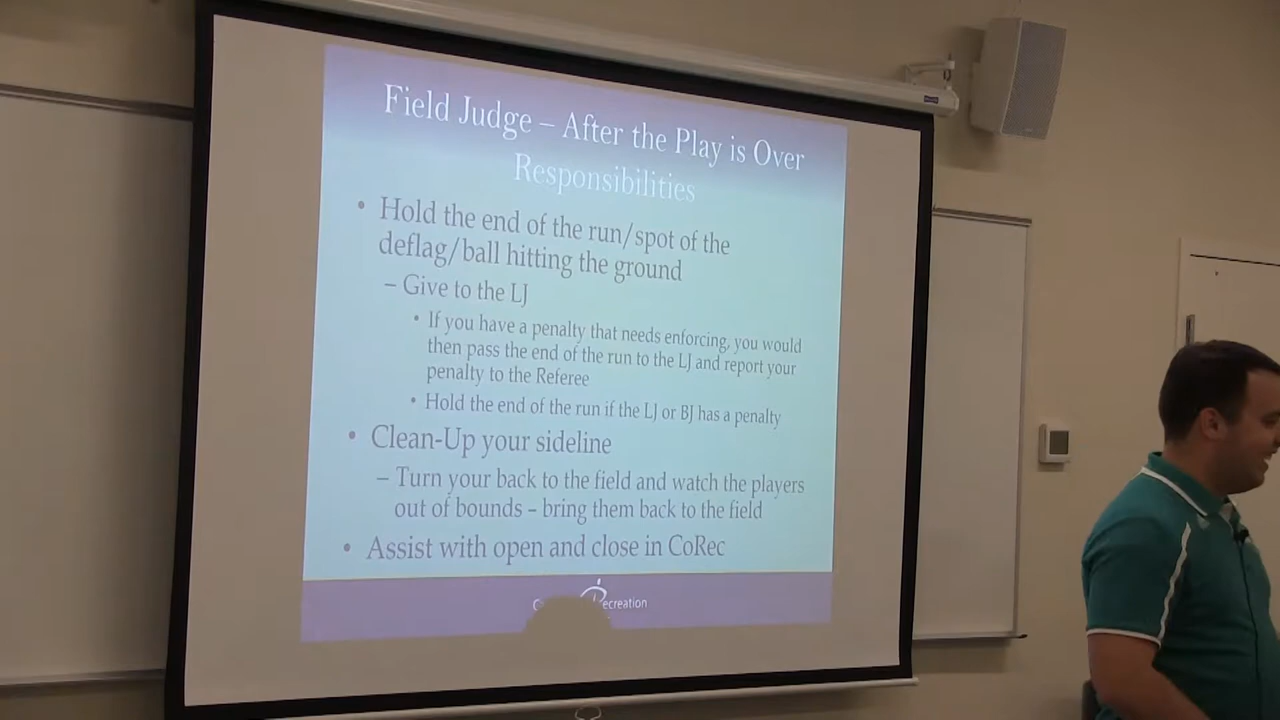 Field Judge – After the Play is Over
Responsibilities
• Hold the end of the run/spot of the
deflag/ball hitting the ground
– Give to the LJ
• If you have a penalty that needs enforcing, you would
then pass the end of the run to the LJ and report your
penalty to the Referee
• Hold the end of the run if the LJ or BJ has a penalty
• Clean-Up your sideline
– Turn your back to the field and watch the players
out of bounds – bring them back to the field
• Assist with open and close in CoRec
Recreation